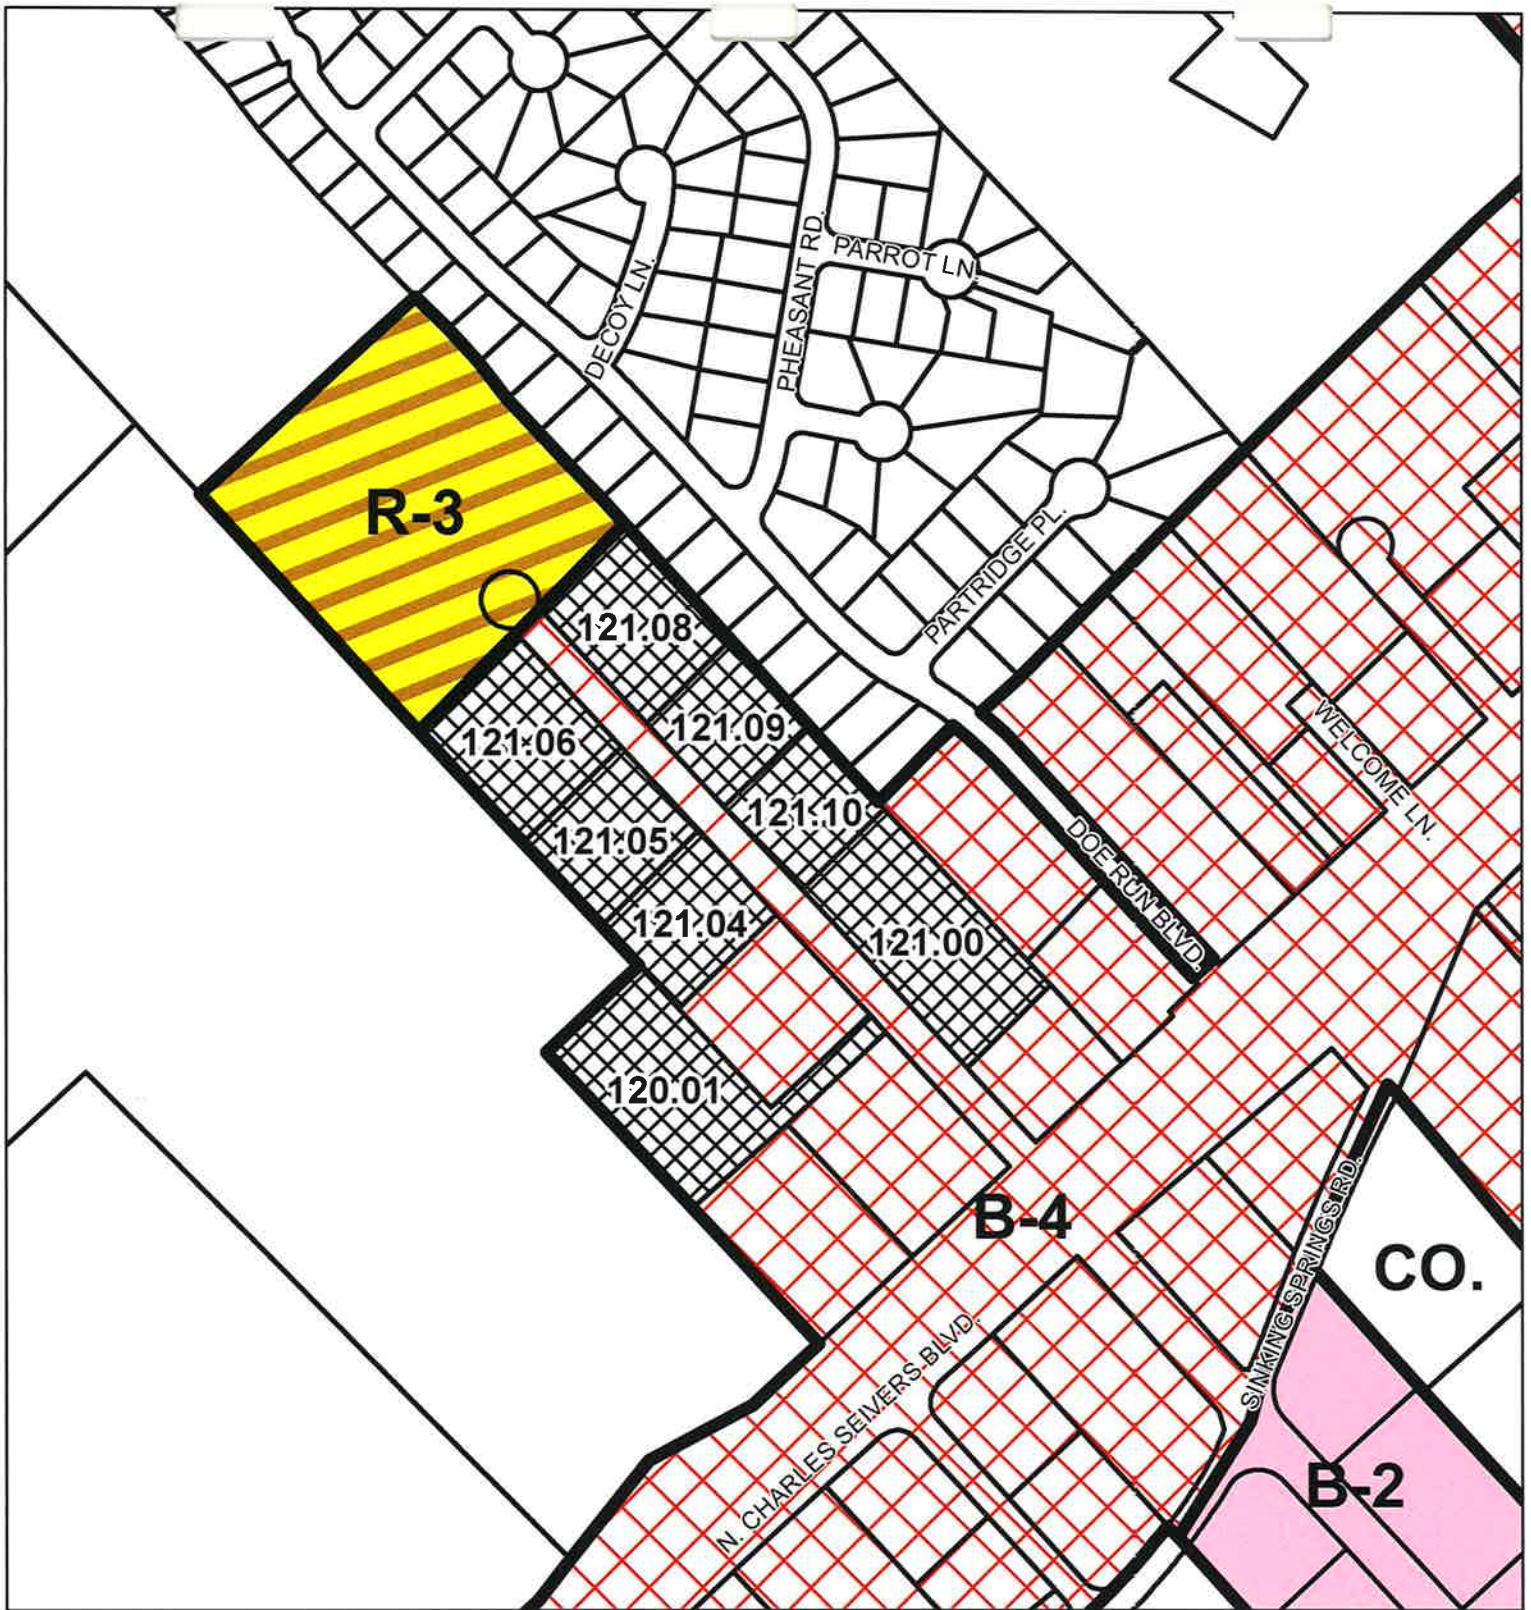 PARROT LN.
PHEASANT RD.
DECOY LN.
R-3
PARTRIDGE PL.
121.08
121.09
121.06
WELCOME LN.
121.10
121.05
DOE RUN BLVD.
121.04
121.00
120.01
B-4
SINKING SPRINGS RD.
CO.
N. CHARLES SEIVERS BLVD.
B-2